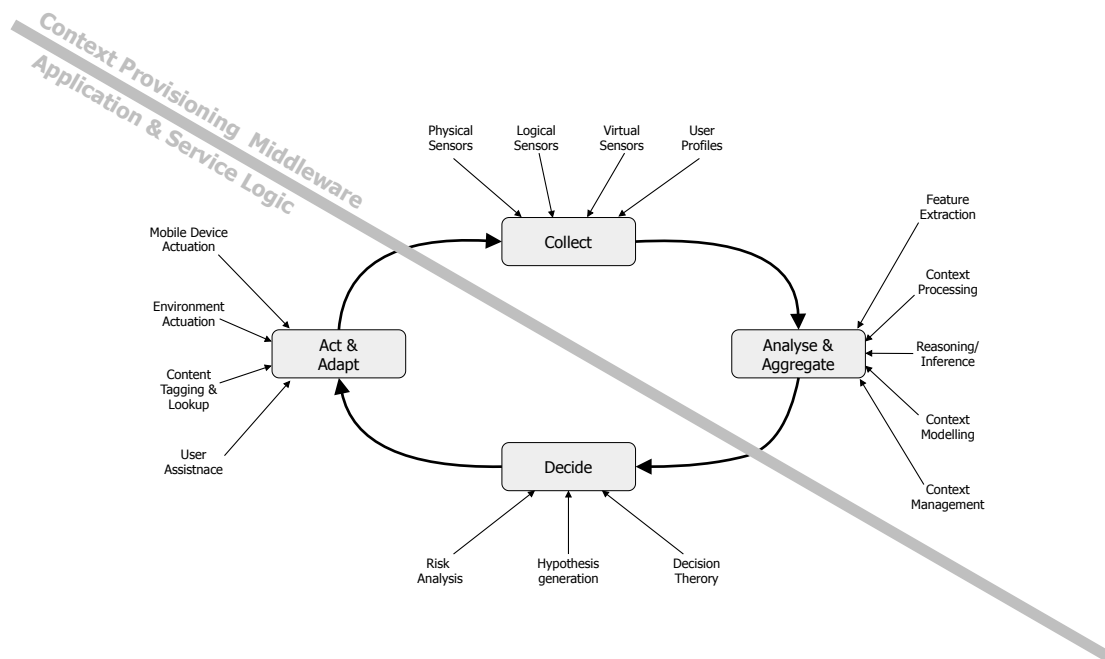 Context Provisioning Middleware
Application & Service Logic
Physical
Sensors
Logical
Sensors
Virtual
Sensors
User
Profiles
Collect
Feature
Extraction
Context
Processing
Reasoning/
Inference
Context
Modelling
Context
Management
Analyse &
Aggregate
Mobile Device
Actuation
Environment
Actuation
Content
Tagging &
Lookup
User
Assistnace
Act &
Adapt
Decide
Risk
Analysis
Hypothesis
generation
Decision
Therory